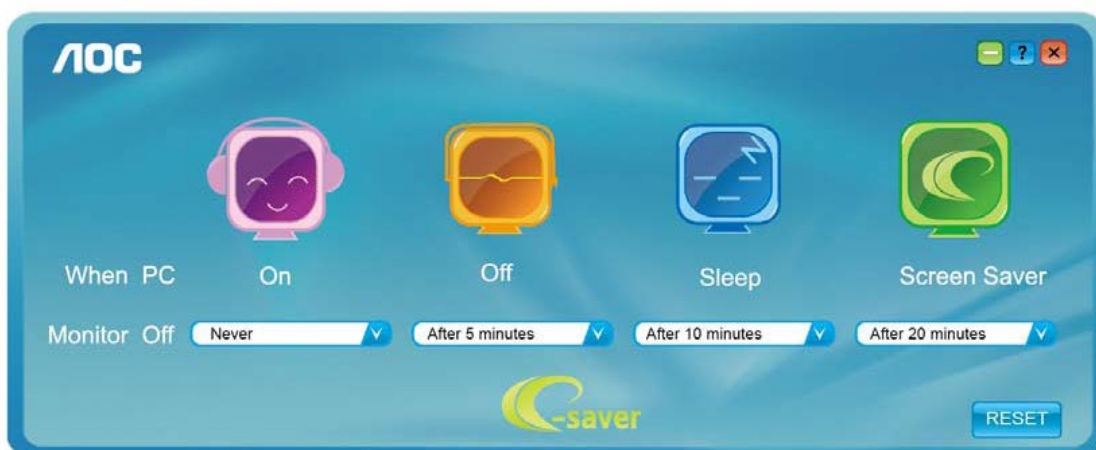 AOC
?
When PC On Off Sleep Screen Saver
Monitor Off Never After 5 minutes After 10 minutes After 20 minutes
e-saver
RESET